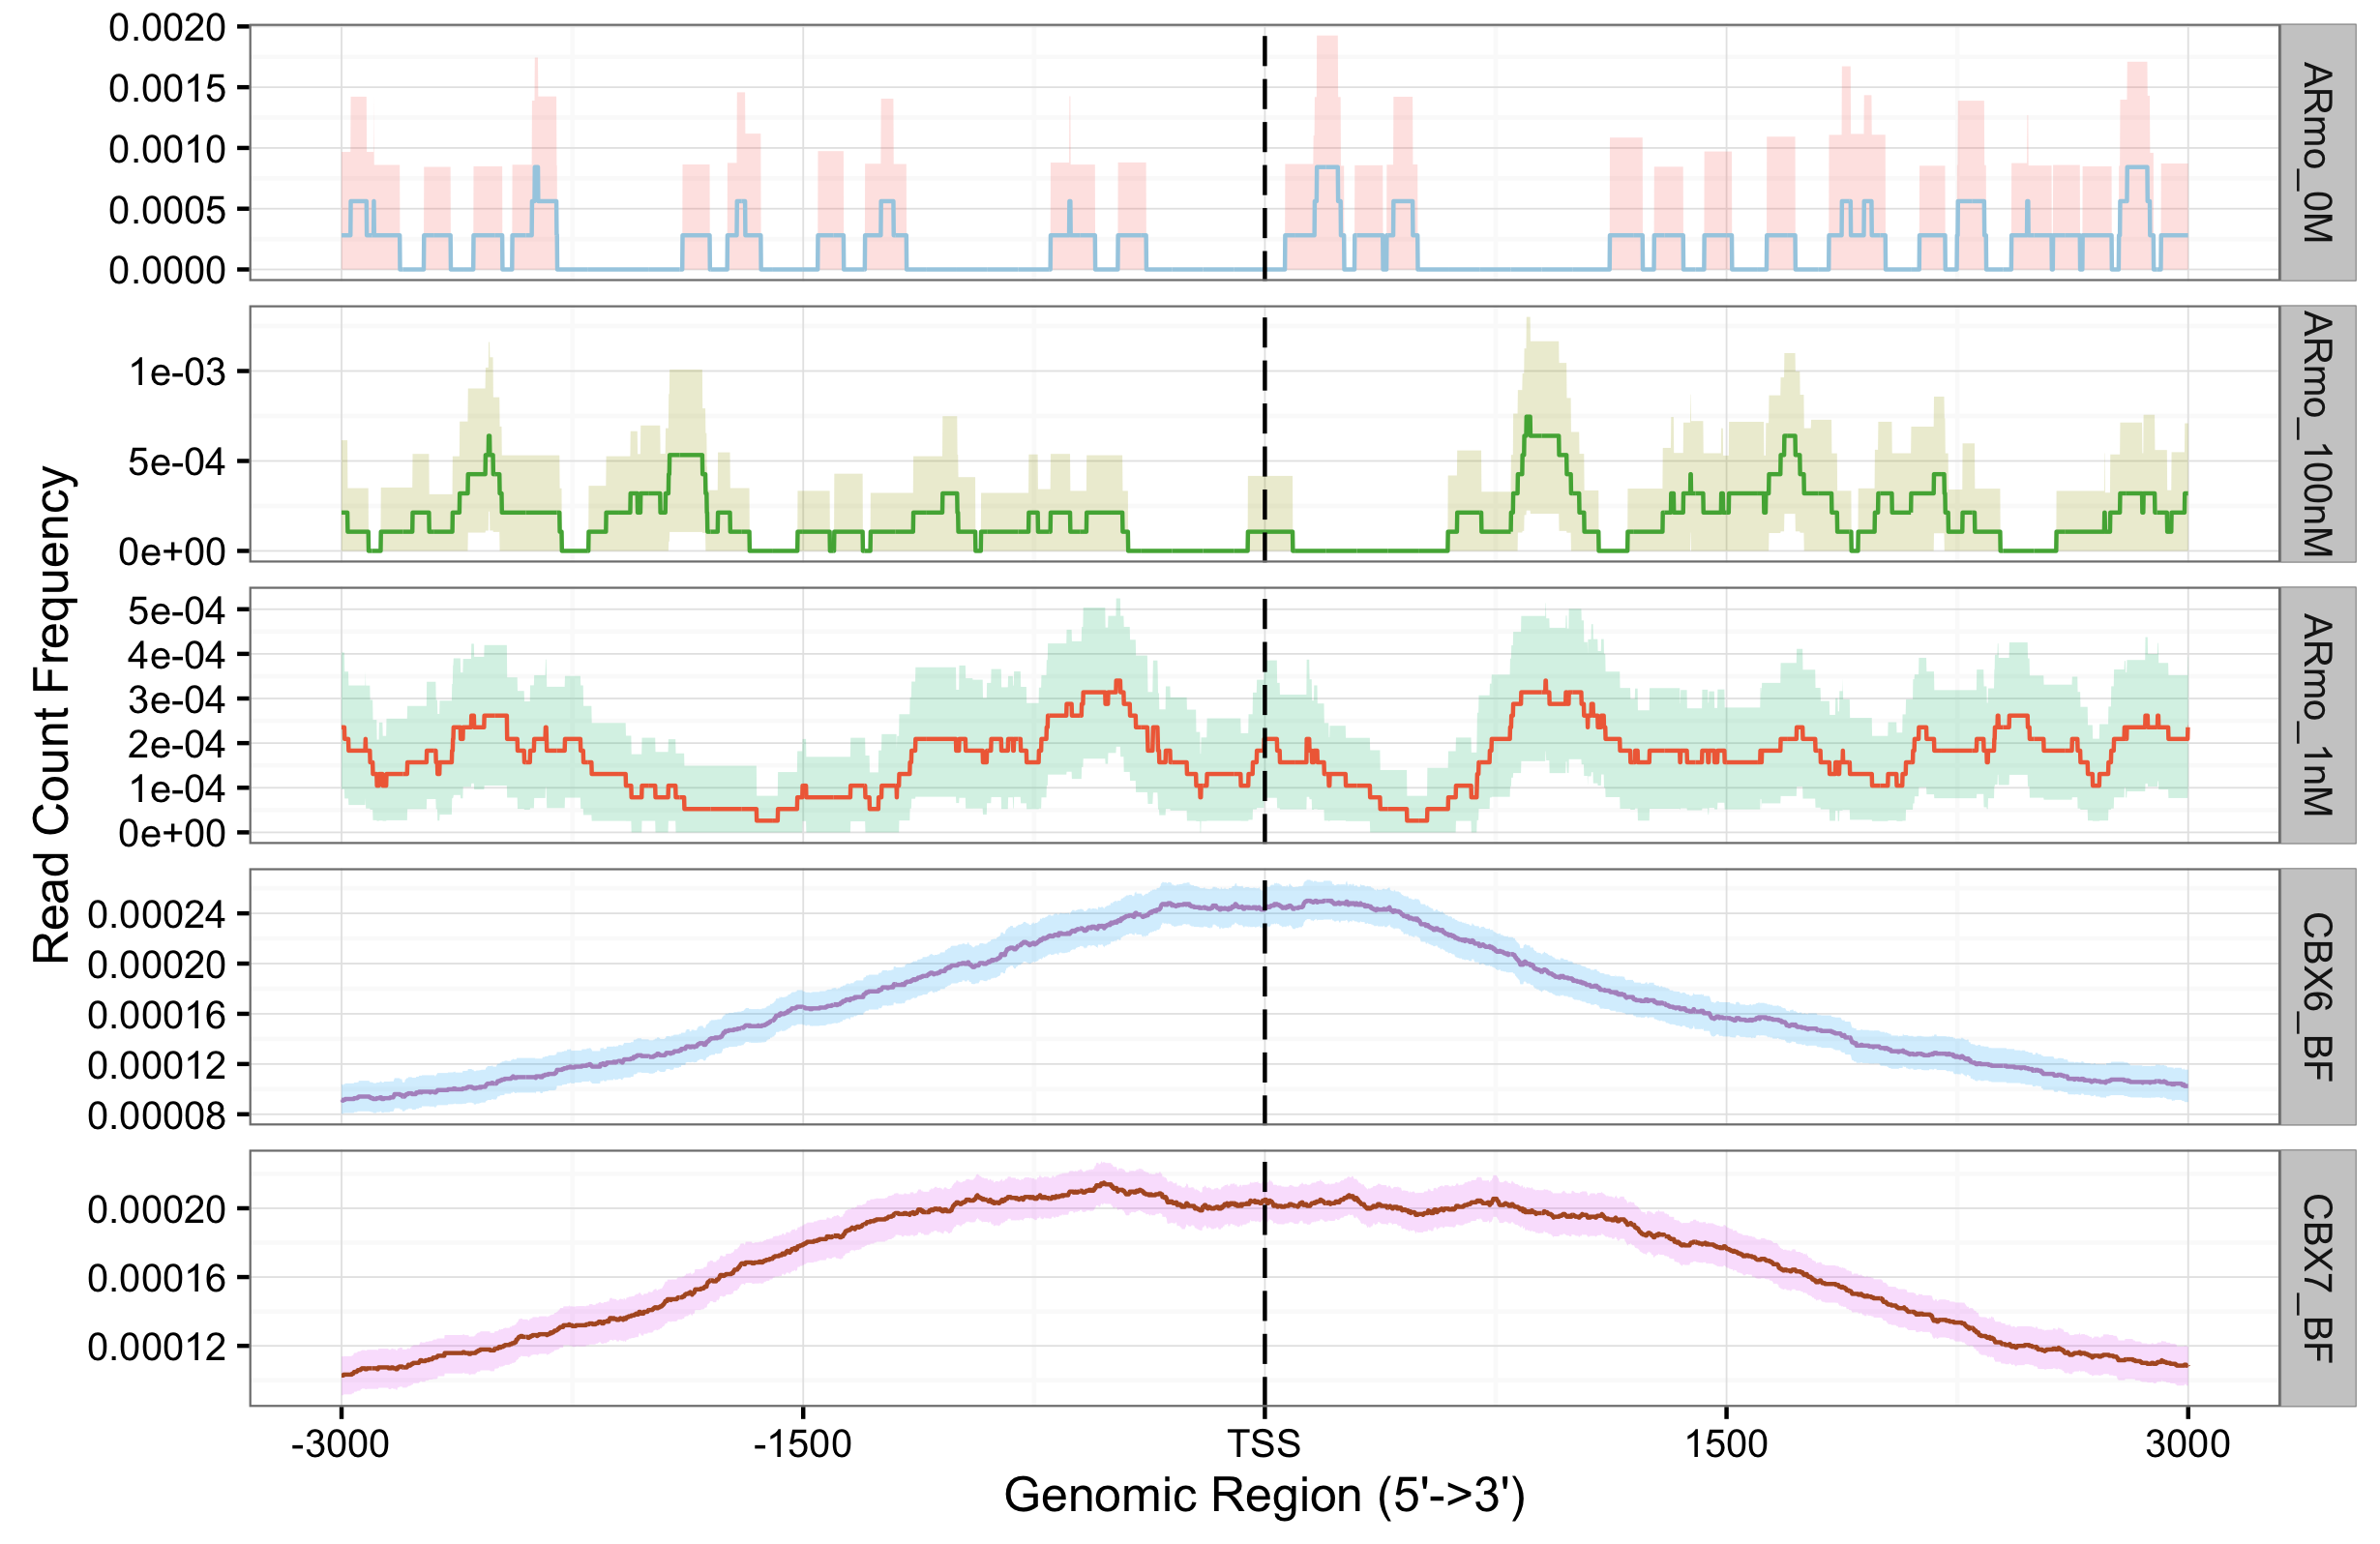 Read Count Frequency
0.0020
0.0015
0.0010
0.0005
0.0000
ARmo_0M
1e-03
5e-04
0e+00
ARmo_100nM
5e-04
4e-04
3e-04
2e-04
1e-04
0e+00
ARmo_1nM
0.00024
0.00020
0.00016
0.00012
0.00008
CBX6_BF
0.00020
0.00016
0.00012
CBX7_BF
-3000 -1500 TSS 1500 3000
Genomic Region (5'->3')